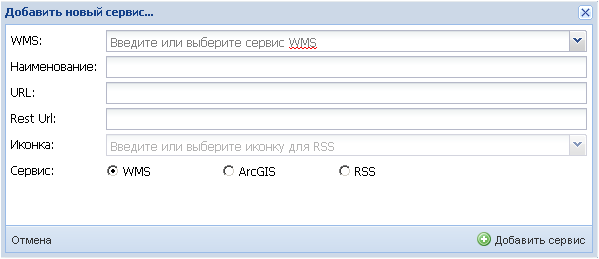 Добавить новый сервис...
WMS: Введите или выберите сервис WMS
Наименование:
URL:
Rest Url:
Иконка: Введите или выберите иконку для RSS
Сервис: WMS ArcGIS RSS
Отмена Добавить сервис